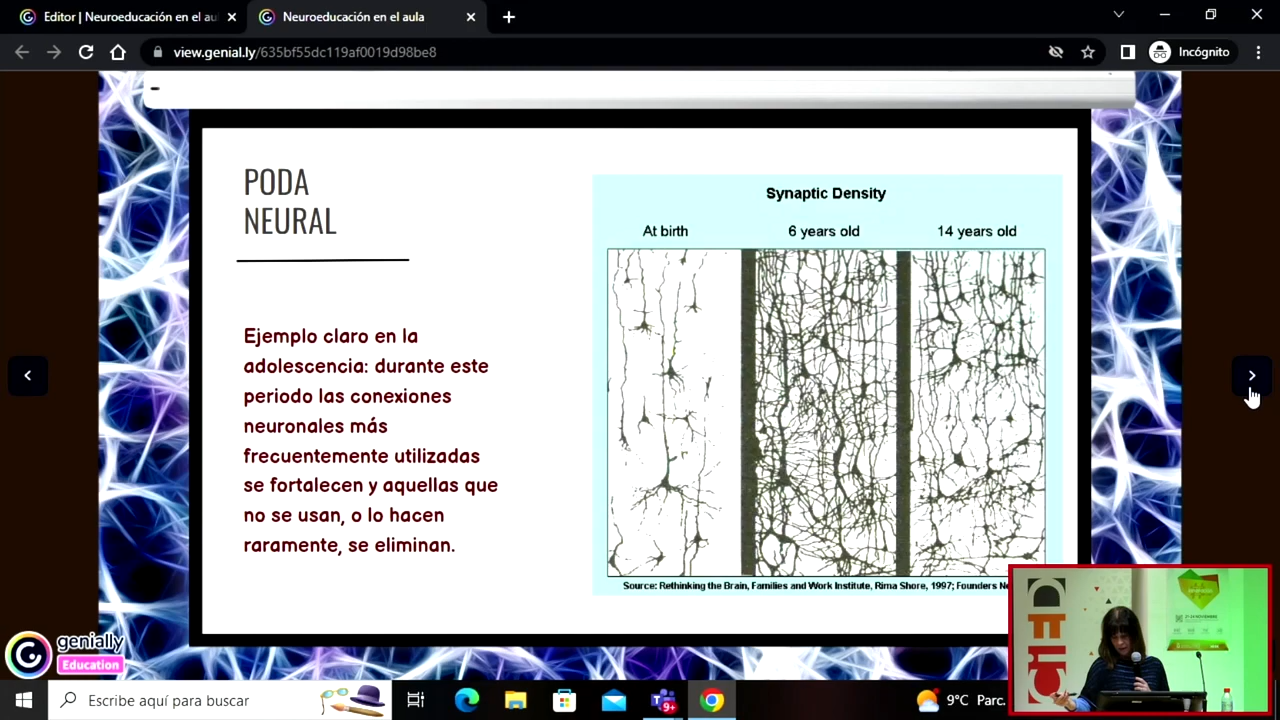 Editor | Neuroeducación en el au
Neuroeducación en el aula
view.genial.ly/635bf55dc119af0019d98be8
Incógnito
PODA
NEURAL
Ejemplo claro en la
adolescencia: durante este
periodo las conexiones
neuronales más
frecuentemente utilizadas
se fortalecen y aquellas que
no se usan, o lo hacen
raramente, se eliminan.
Synaptic Density
At birth
6 years old
14 years old
Source: Rethinking the Brain, Families and Work Institute, Rima Shore, 1997; Founders Ne
genially
Education
Escribe aquí para buscar
9+
9°C Parc.